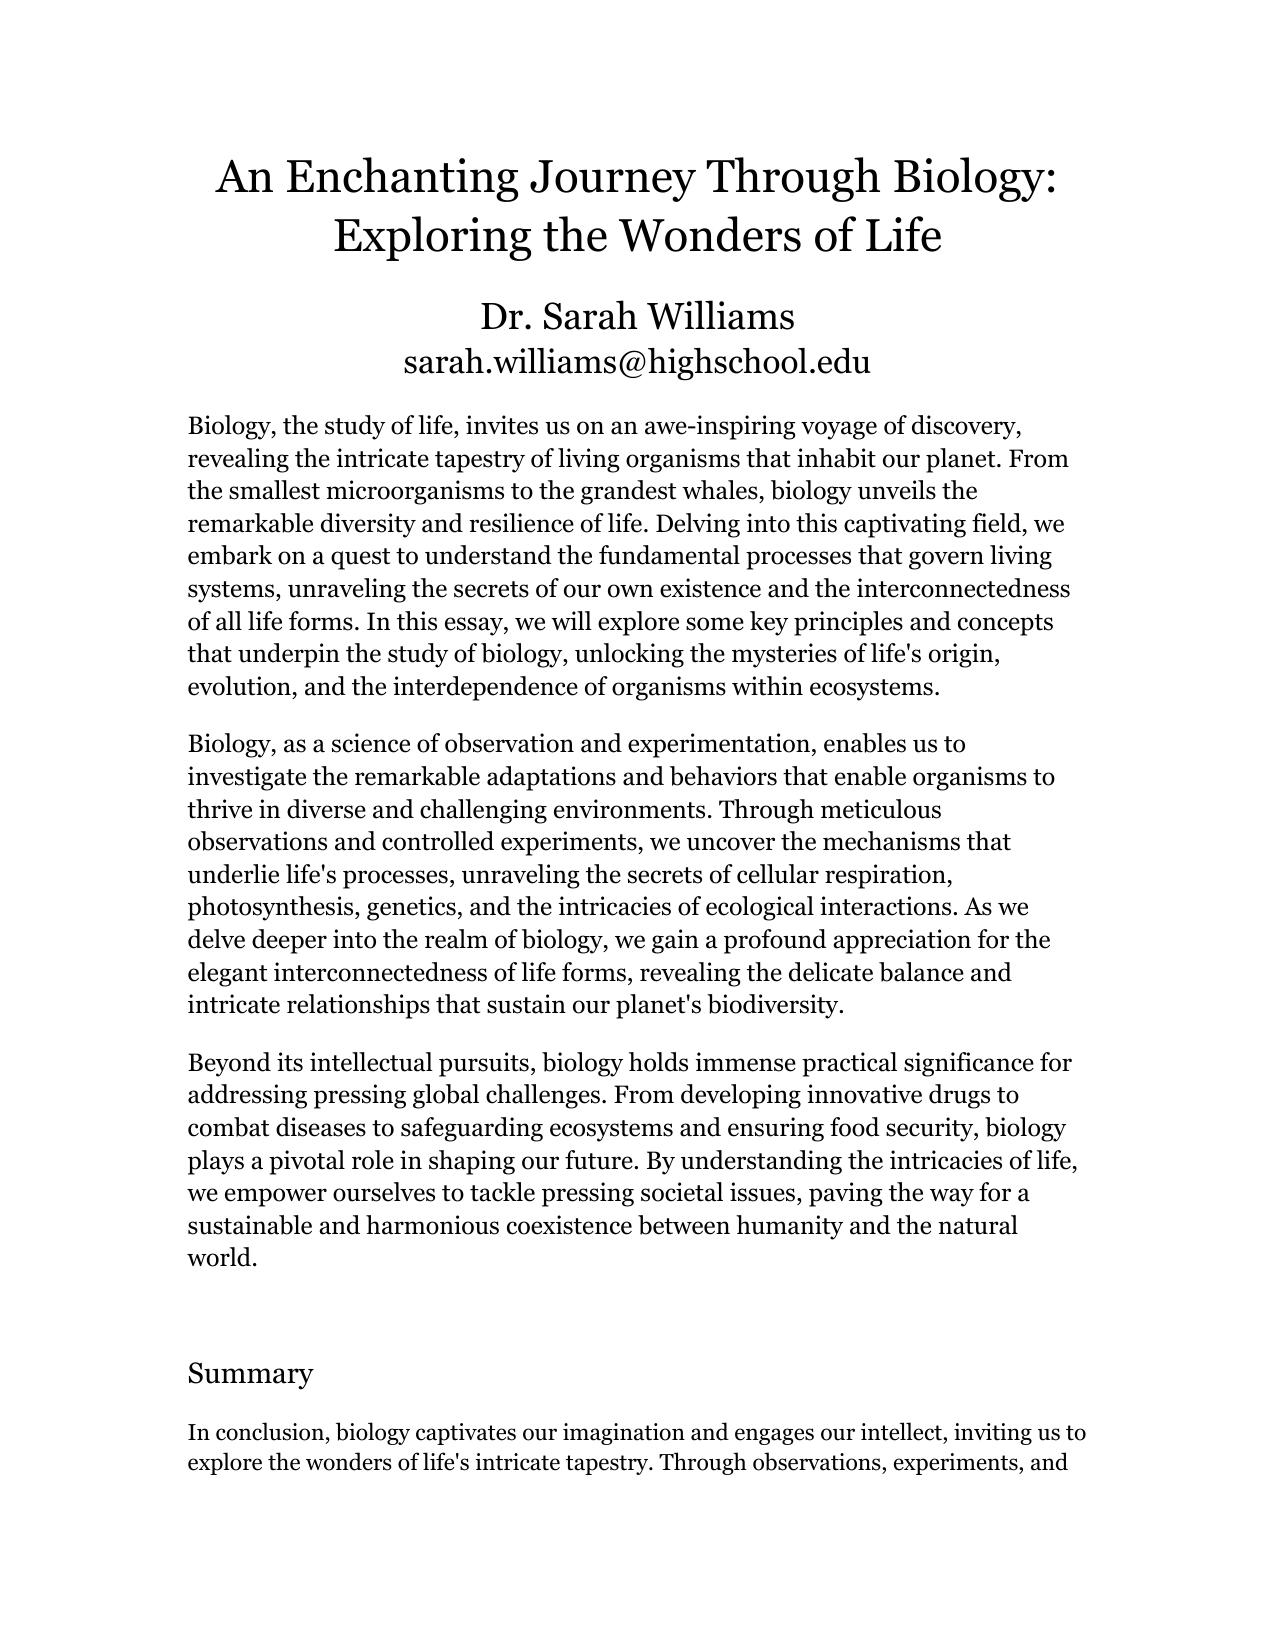 An Enchanting Journey Through Biology:
Exploring the Wonders of Life
Dr. Sarah Williams
sarah.williams@highschool.edu
Biology, the study of life, invites us on an awe-inspiring voyage of discovery,
revealing the intricate tapestry of living organisms that inhabit our planet. From
the smallest microorganisms to the grandest whales, biology unveils the
remarkable diversity and resilience of life. Delving into this captivating field, we
embark on a quest to understand the fundamental processes that govern living
systems, unraveling the secrets of our own existence and the interconnectedness
of all life forms. In this essay, we will explore some key principles and concepts
that underpin the study of biology, unlocking the mysteries of life's origin,
evolution, and the interdependence of organisms within ecosystems.
Biology, as a science of observation and experimentation, enables us to
investigate the remarkable adaptations and behaviors that enable organisms to
thrive in diverse and challenging environments. Through meticulous
observations and controlled experiments, we uncover the mechanisms that
underlie life's processes, unraveling the secrets of cellular respiration,
photosynthesis, genetics, and the intricacies of ecological interactions. As we
delve deeper into the realm of biology, we gain a profound appreciation for the
elegant interconnectedness of life forms, revealing the delicate balance and
intricate relationships that sustain our planet's biodiversity.
Beyond its intellectual pursuits, biology holds immense practical significance for
addressing pressing global challenges. From developing innovative drugs to
combat diseases to safeguarding ecosystems and ensuring food security, biology
plays a pivotal role in shaping our future. By understanding the intricacies of life,
we empower ourselves to tackle pressing societal issues, paving the way for a
sustainable and harmonious coexistence between humanity and the natural
world.
Summary
In conclusion, biology captivates our imagination and engages our intellect, inviting us to
explore the wonders of life's intricate tapestry. Through observations, experiments, and